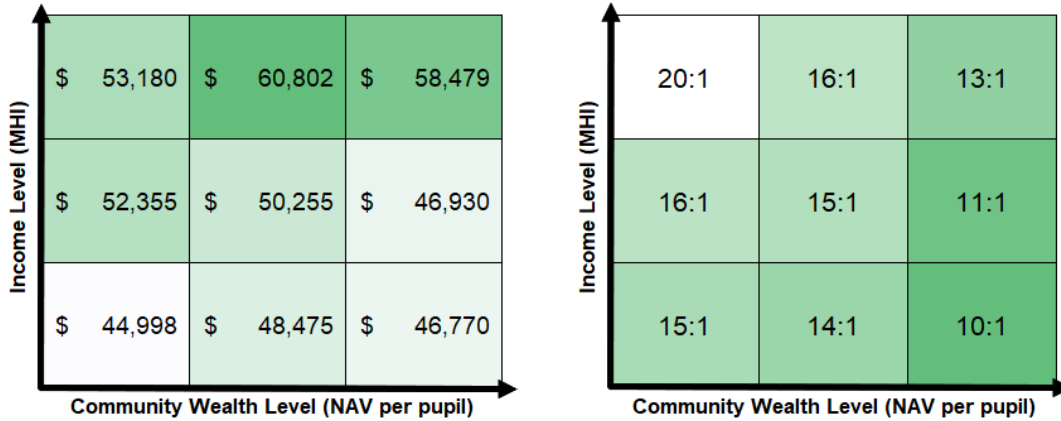 Income Level (MHI)
$ 53,180 $ 60,802 $ 58,479
$ 52,355 $ 50,255 $ 46,930
$ 44,998 $ 48,475 $ 46,770
Community Wealth Level (NAV per pupil)
Income Level (MHI)
20:1 16:1 13:1
16:1 15:1 11:1
15:1 14:1 10:1
Community Wealth Level (NAV per pupil)